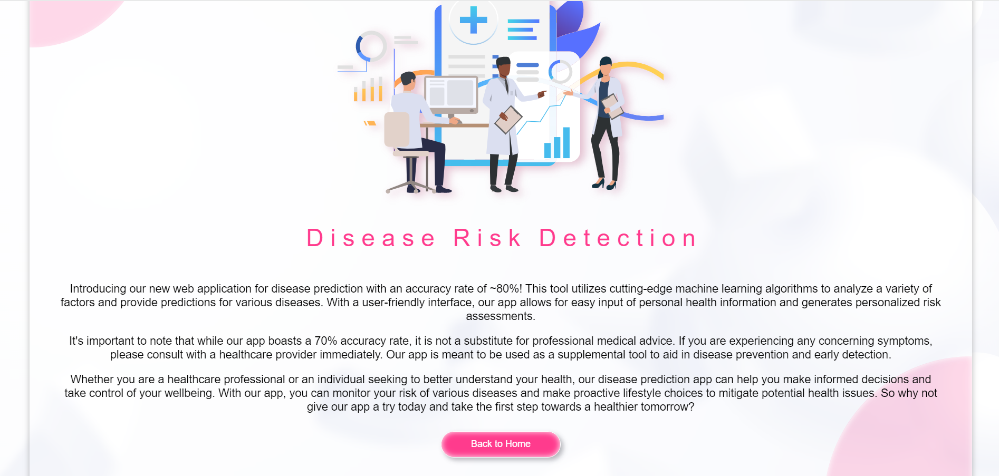 Disease Risk Detection
Introducing our new web application for disease prediction with an accuracy rate of ~80%! This tool utilizes cutting-edge machine learning algorithms to analyze a variety of
factors and provide predictions for various diseases. With a user-friendly interface, our app allows for easy input of personal health information and generates personalized risk
assessments.
It's important to note that while our app boasts a 70% accuracy rate, it is not a substitute for professional medical advice. If you are experiencing any concerning symptoms,
please consult with a healthcare provider immediately. Our app is meant to be used as a supplemental tool to aid in disease prevention and early detection.
Whether you are a healthcare professional or an individual seeking to better understand your health, our disease prediction app can help you make informed decisions and
take control of your wellbeing. With our app, you can monitor your risk of various diseases and make proactive lifestyle choices to mitigate potential health issues. So why not
give our app a try today and take the first step towards a healthier tomorrow?
Back to Home